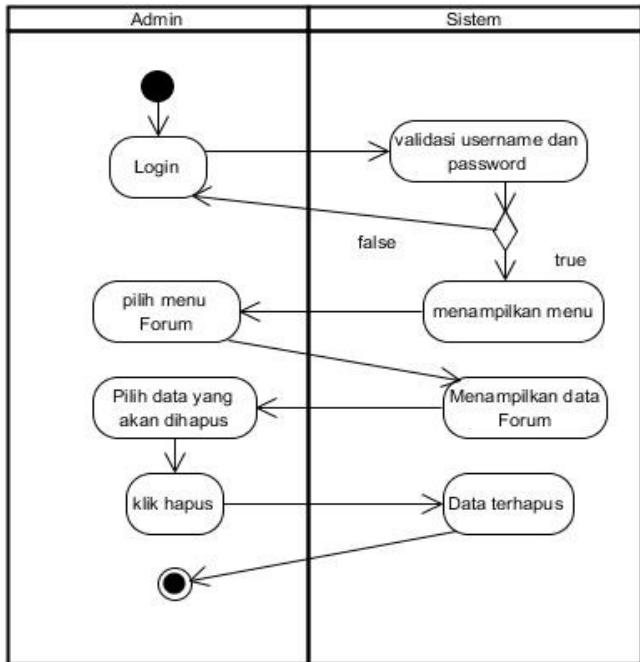 Admin
Sistem
Login
validasi username dan
password
false
true
pilih menu
Forum
menampilkan menu
Pilih data yang
akan dihapus
Menampilkan data
Forum
klik hapus
Data terhapus